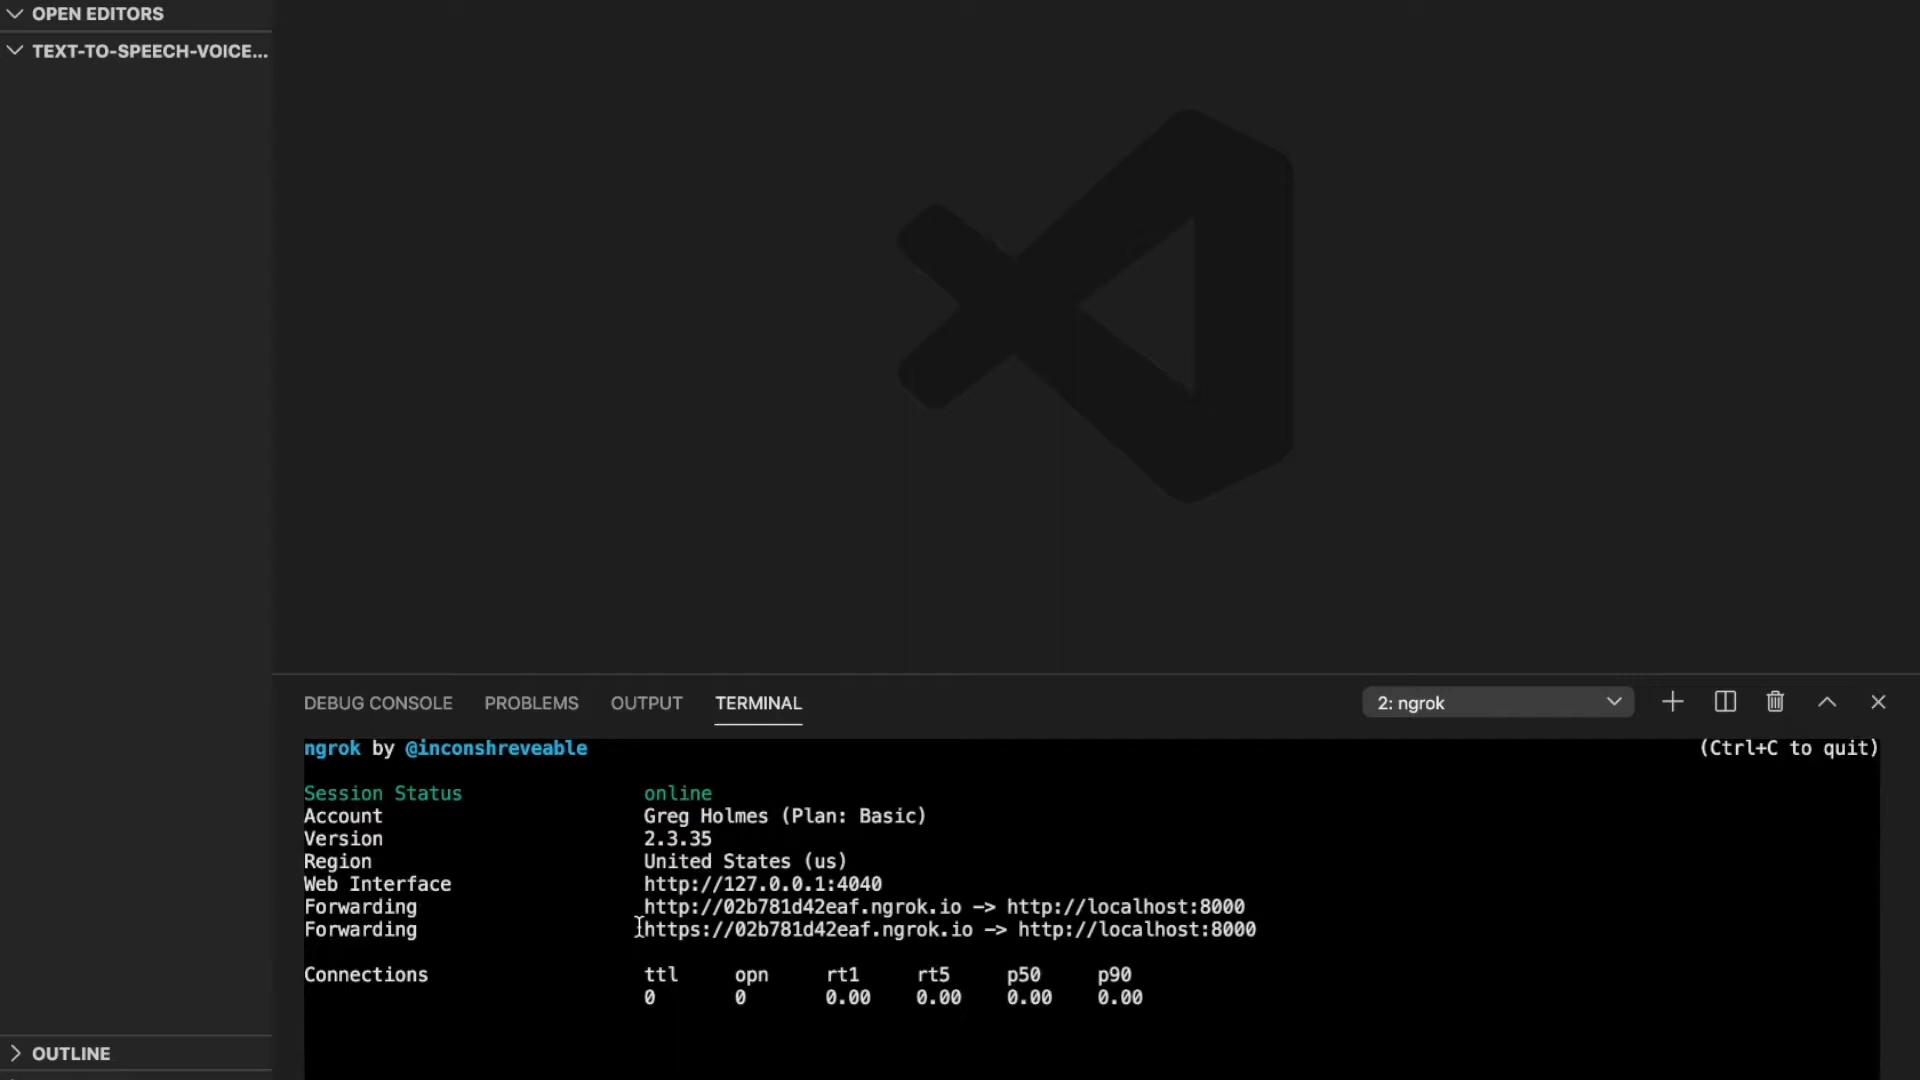 OPEN EDITORS
TEXT-TO-SPEECH-VOICE...
DEBUG CONSOLE PROBLEMS OUTPUT TERMINAL 2: ngrok
ngrok by @inconshreveable (Ctrl+C to quit)
Session Status online
Account Greg Holmes (Plan: Basic)
Version 2.3.35
Region United States (us)
Web Interface http://127.0.0.1:4040
Forwarding http://02b781d42eaf.ngrok.io -> http://localhost:8000
Forwarding https://02b781d42eaf.ngrok.io -> http://localhost:8000
Connections ttl opn rt1 rt5 p50 p90
0 0 0.00 0.00 0.00 0.00
OUTLINE